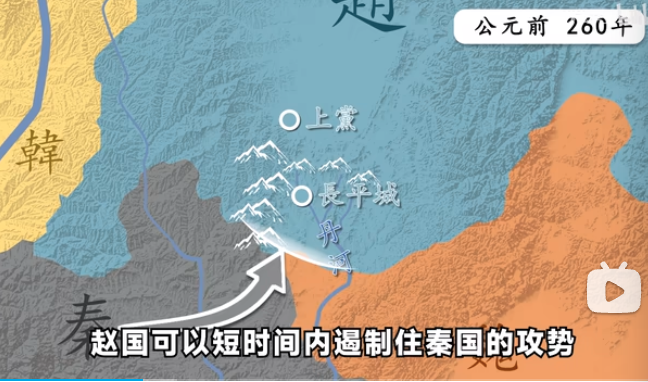 趙
公元前 260年
上黨
韓
長平城
丹河
秦
赵国可以短时间内遏制住秦国的攻势